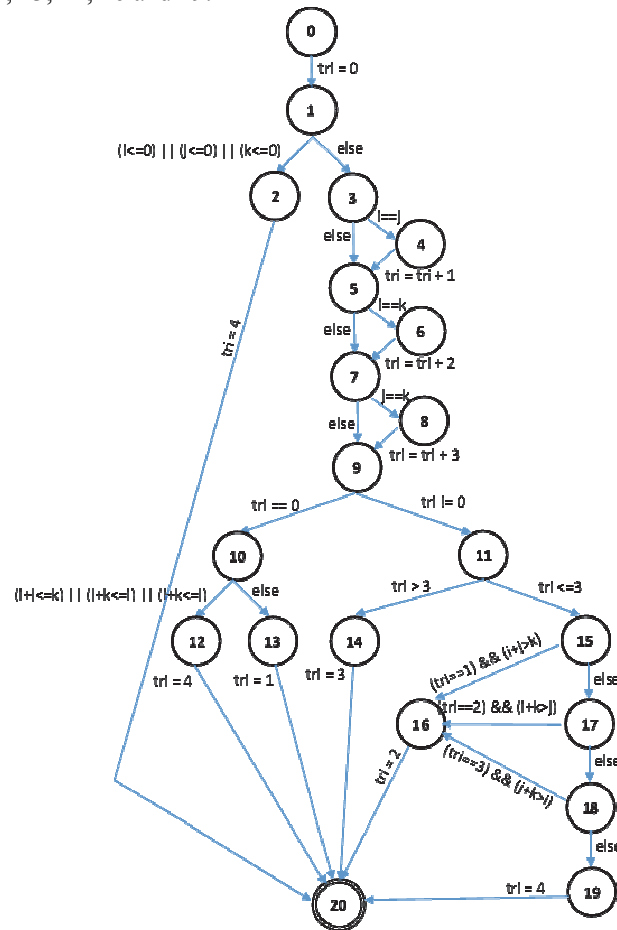 0
tri = 0
1
(i<=0) || (j<=0) || (k<=0)
else
2
3
i==j
else
4
tri = tri + 1
5
i==k
else
6
tri = tri + 2
7
j==k
else
8
tri = tri + 3
tri = 4
9
tri == 0
tri != 0
10
11
(i+j<=k) || (j+k<=i) || (i+k<=j)
else
tri > 3
tri <=3
12
13
14
15
tri = 4
tri = 1
tri = 3
(tri==1) && (i+j>k)
else
16
(tri==2) && (i+k>j)
17
tri = 2
(tri==3) && (j+k>i)
else
18
else
20
tri = 4
19